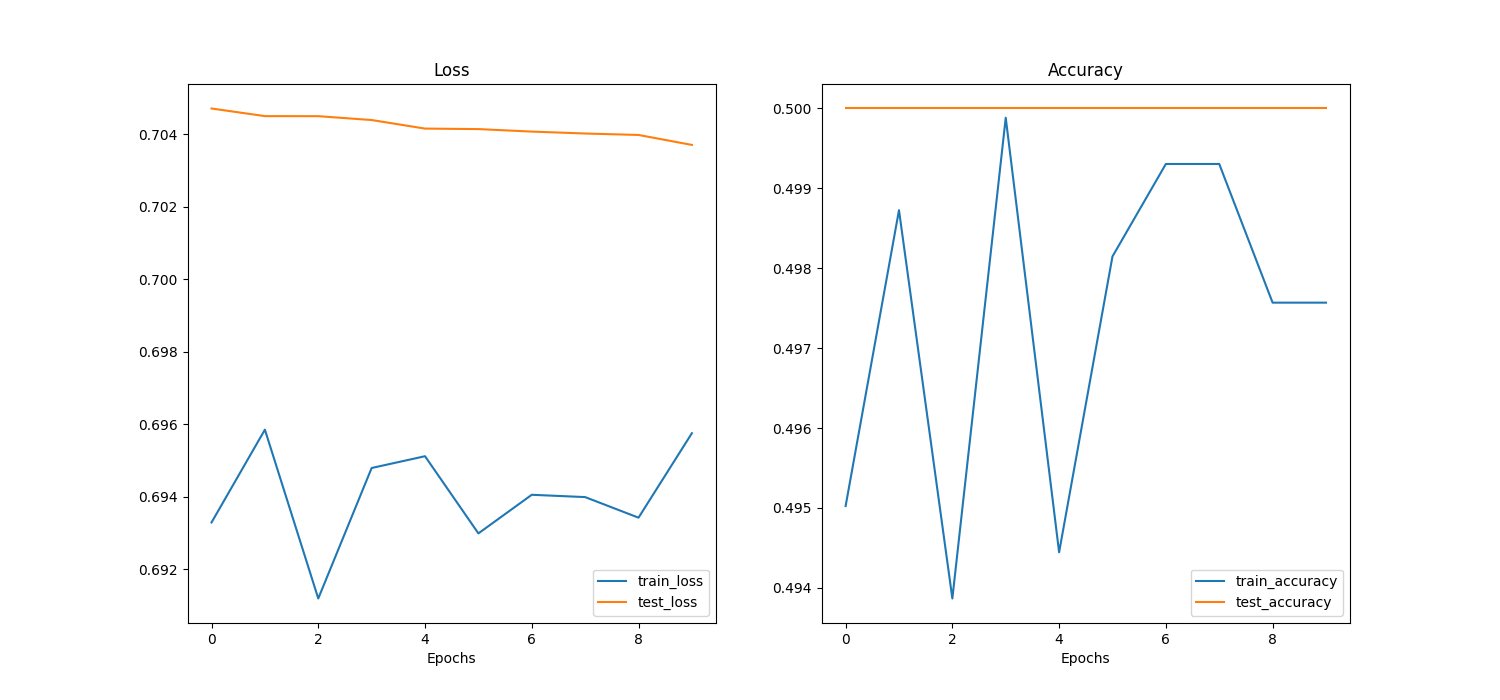 Loss
0.704
0.702
0.700
0.698
0.696
0.694
0.692
0 2 4 6 8
Epochs
train_loss
test_loss
Accuracy
0.500
0.499
0.498
0.497
0.496
0.495
0.494
0 2 4 6 8
Epochs
train_accuracy
test_accuracy